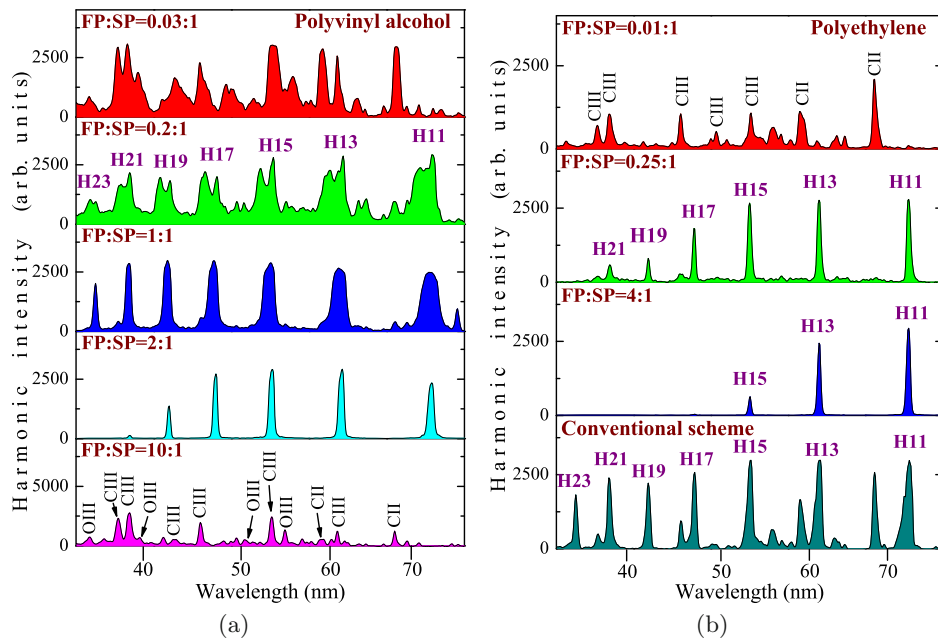 FP:SP=0.03:1 Polyvinyl alcohol
2500
0
FP:SP=0.2:1
H23 H21 H19 H17 H15 H13 H11
2500
0
FP:SP=1:1
2500
0
FP:SP=2:1
2500
0
FP:SP=10:1
5000
0
OIII CIII CIII OIII CIII CIII OIII CIII OIII CII CIII CII
40 50 60 70
Wavelength (nm)
Harmonic intensity (arb. units)
(a)
FP:SP=0.01:1 Polyethylene
2500
0
CIII CIII CIII CIII CIII CII CII
FP:SP=0.25:1
2500
0
H21 H19 H17 H15 H13 H11
FP:SP=4:1
2500
0
H15 H13 H11
Conventional scheme
2500
0
H23 H21 H19 H17 H15 H13 H11
40 50 60 70
Wavelength (nm)
Harmonic intensity (arb. units)
(b)